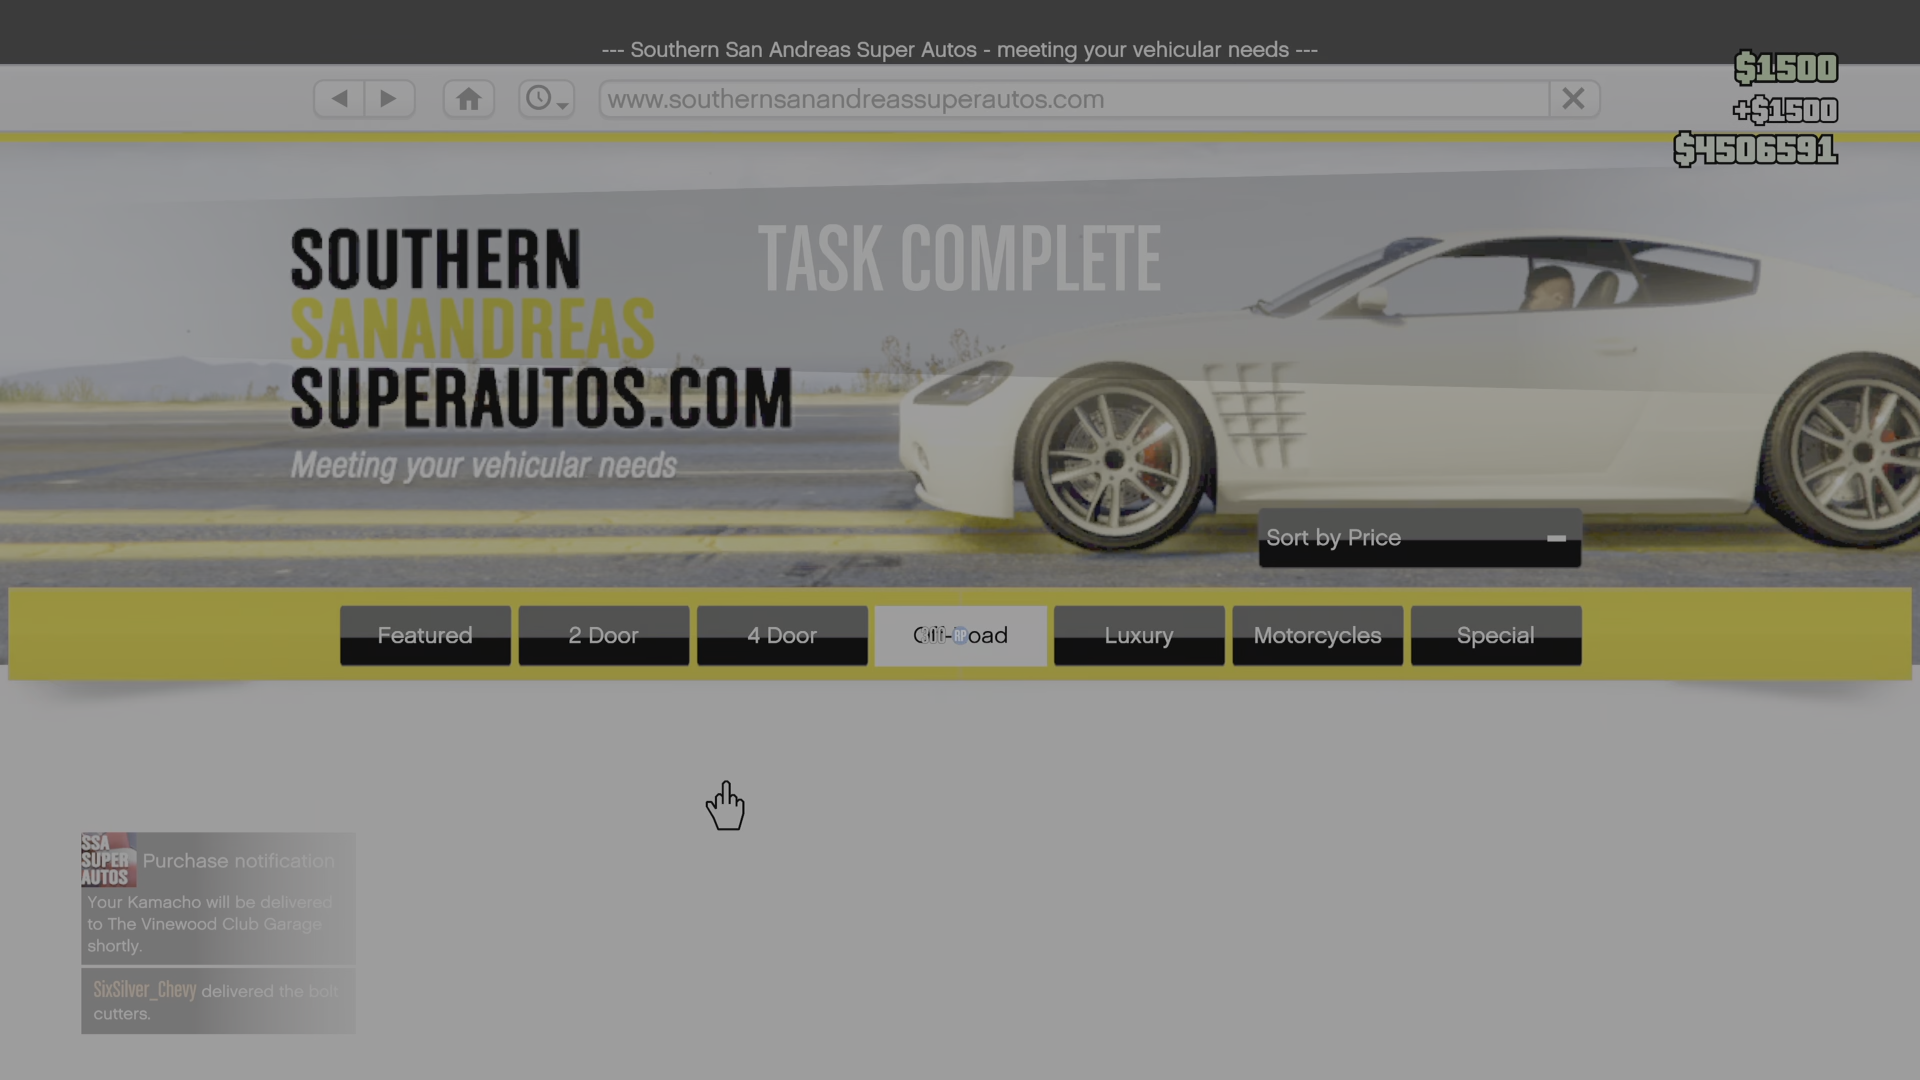 --- Southern San Andreas Super Autos - meeting your vehicular needs ---
www.southernsanandreassuperautos.com
$1500
+$1500
$4506591
TASK COMPLETE
SOUTHERN
SANANDREAS
SUPERAUTOS.COM
Meeting your vehicular needs
Sort by Price
Featured
2 Door
4 Door
Off-Road
RP
Luxury
Motorcycles
Special
SSA
SUPER
AUTOS
Purchase notification
Your Kamacho will be delivered
to The Vinewood Club Garage
shortly.
SixSilver_Chevy delivered the bolt
cutters.